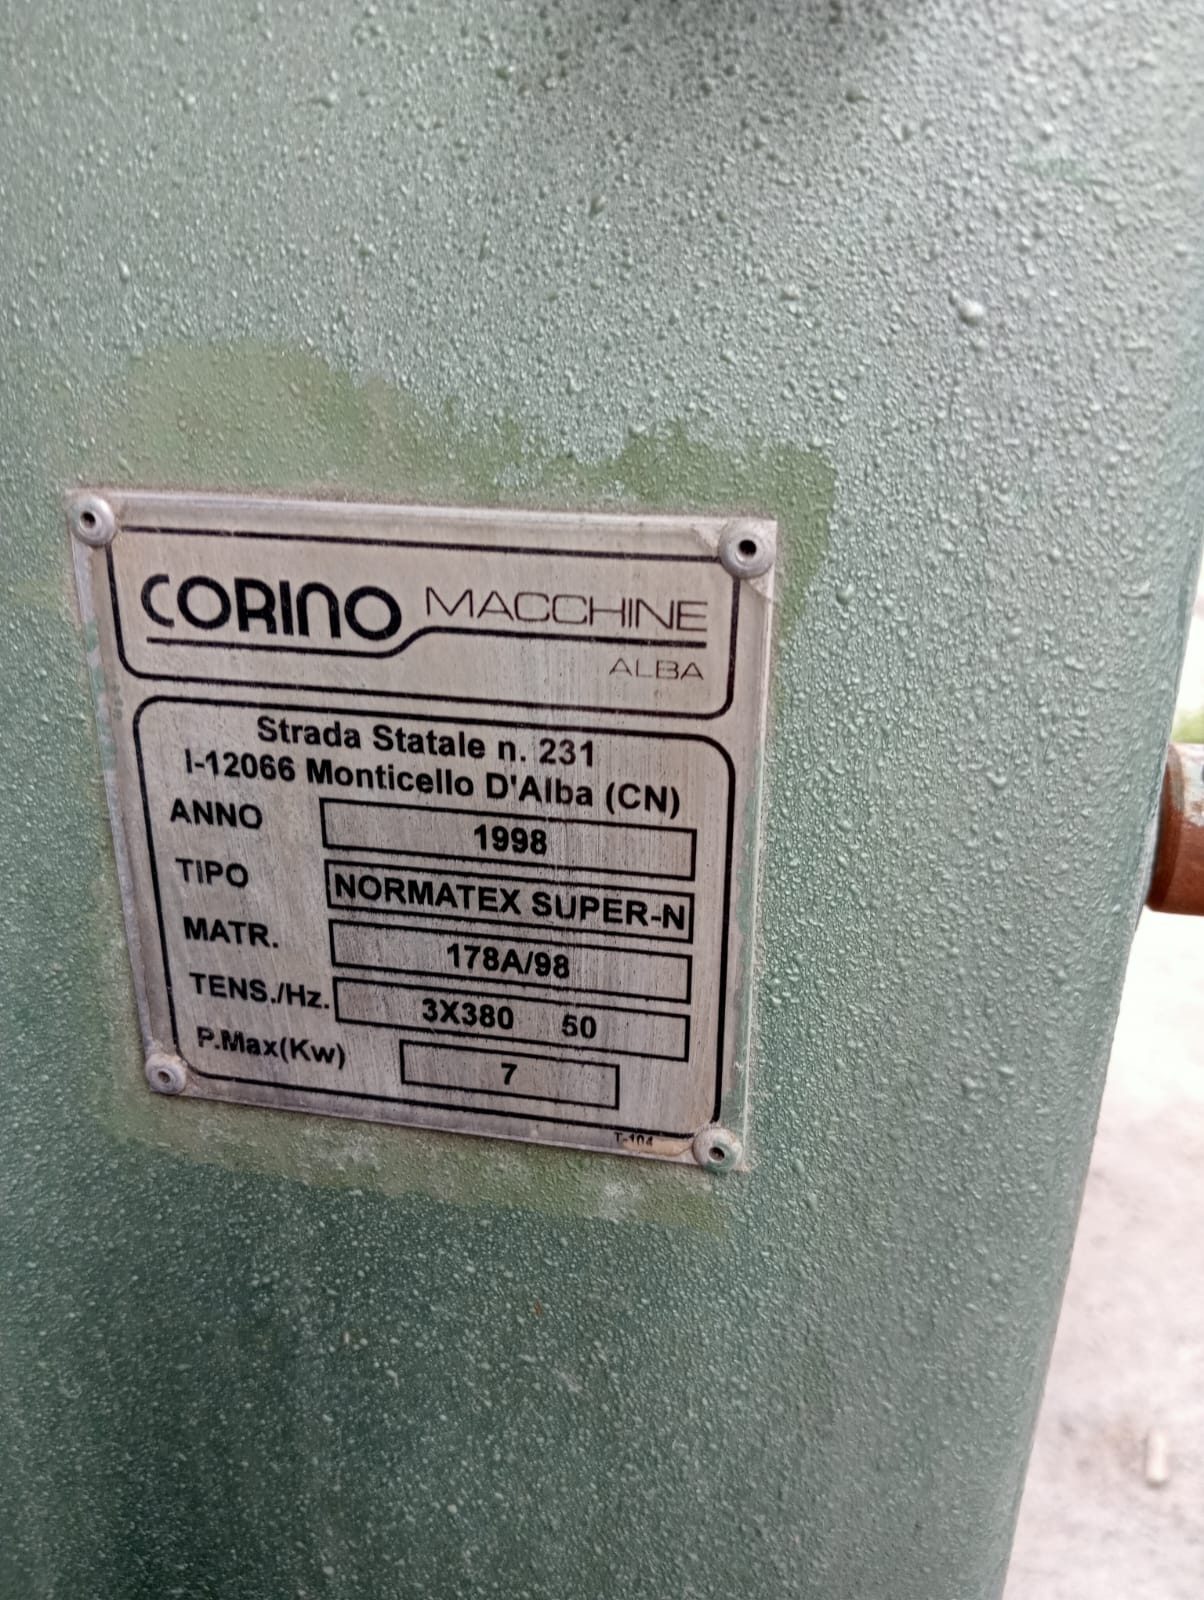 CORINO MACCHINE
ALBA
Strada Statale n. 231
I-12066 Monticello D'Alba (CN)
ANNO 1998
TIPO NORMATEX SUPER-N
MATR. 178A/98
TENS./Hz. 3X380 50
P.Max(Kw) 7
T-104